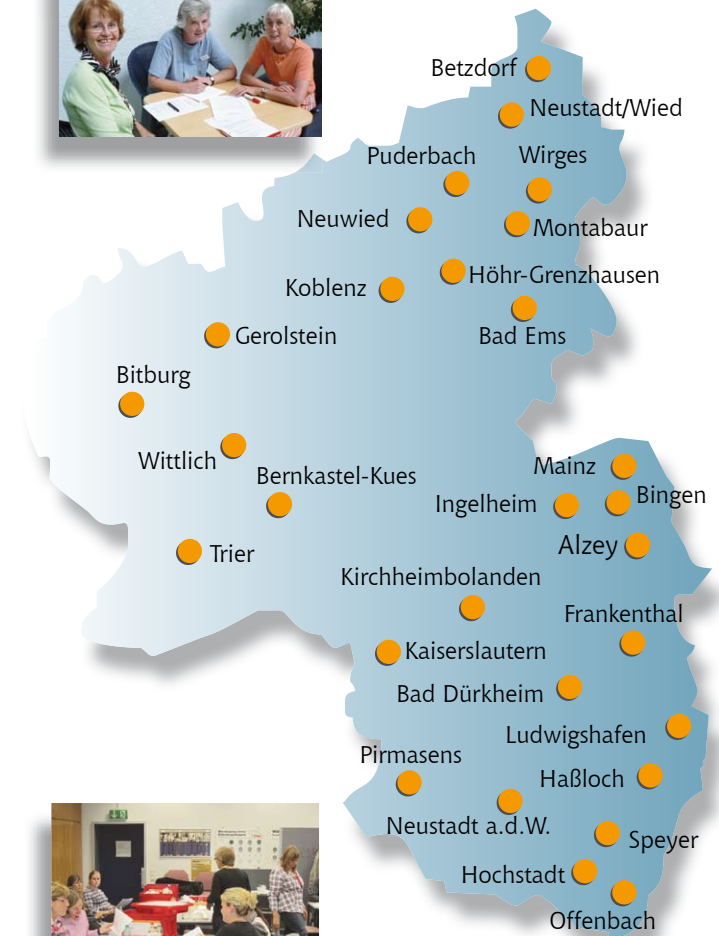 Betzdorf
Neustadt/Wied
Puderbach
Wirges
Neuwied
Montabaur
Höhr-Grenzhausen
Koblenz
Gerolstein
Bad Ems
Bitburg
Wittlich
Mainz
Bernkastel-Kues
Bingen
Ingelheim
Alzey
Trier
Kirchheimbolanden
Frankenthal
Kaiserslautern
Bad Dürkheim
Ludwigshafen
Pirmasens
Haßloch
Neustadt a.d.W.
Speyer
Hochstadt
Offenbach